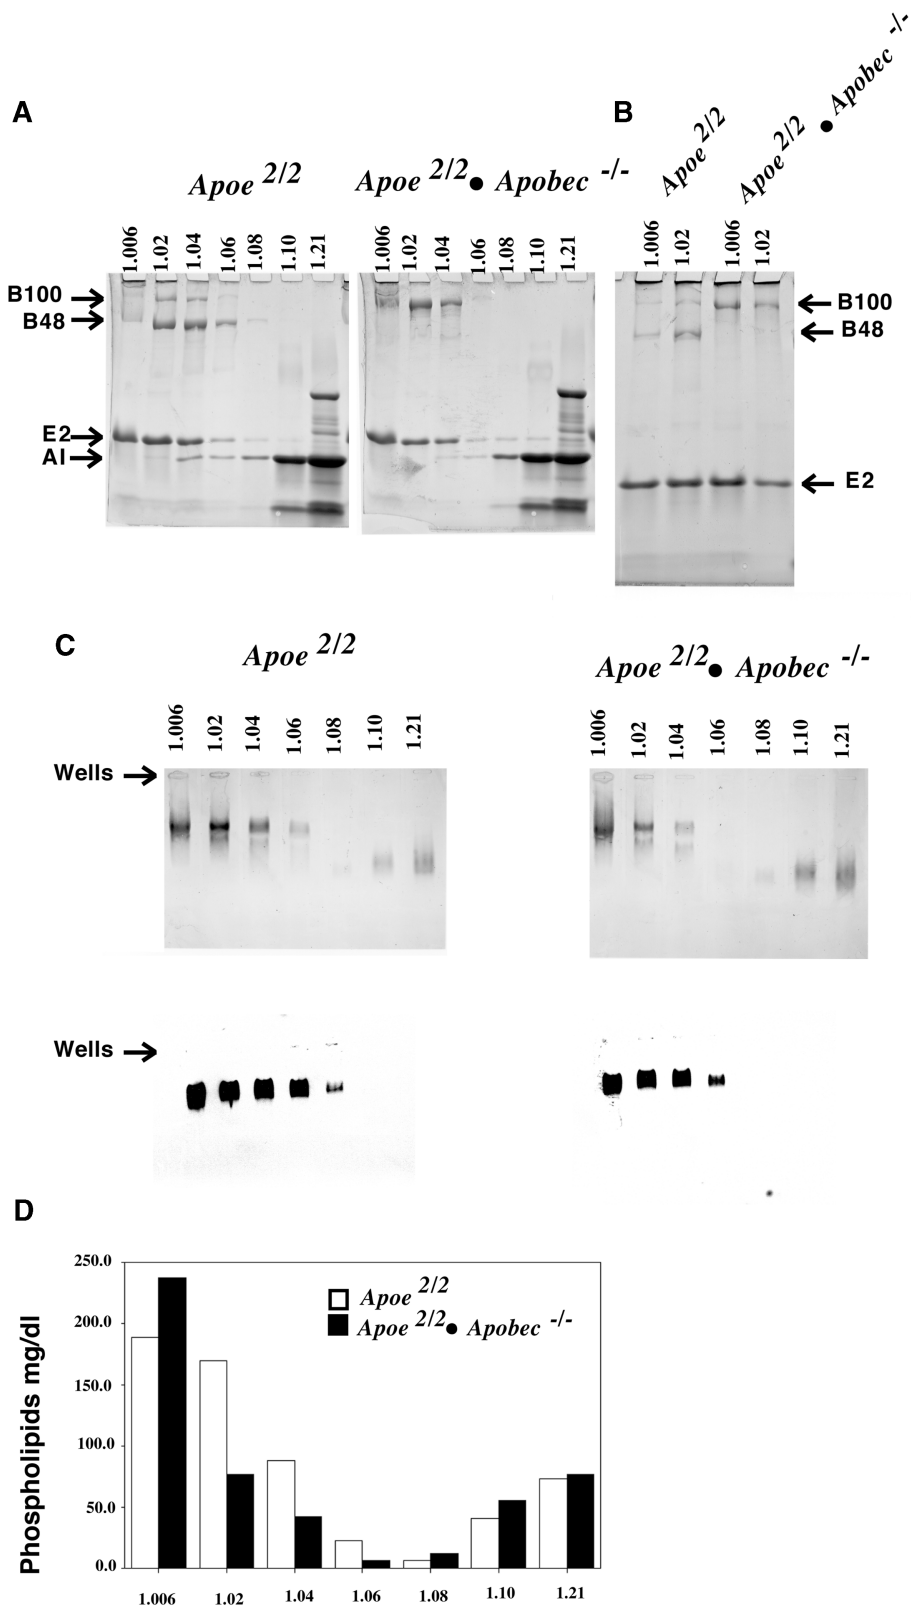 A
Apoe 2/2
Apoe 2/2 ● Apobec -/-
1.006 1.02 1.04 1.06 1.08 1.10 1.21
1.006 1.02 1.04 1.06 1.08 1.10 1.21
B100
B48
E2
AI
B
Apoe 2/2
Apoe 2/2 ● Apobec -/-
1.006 1.02 1.006 1.02
B100
B48
E2
C
Apoe 2/2
Apoe 2/2 ● Apobec -/-
1.006 1.02 1.04 1.06 1.08 1.10 1.21
1.006 1.02 1.04 1.06 1.08 1.10 1.21
Wells
Wells
D
Phospholipids mg/dl
250.0
200.0
150.0
100.0
50.0
0.0
Apoe 2/2
Apoe 2/2 ● Apobec -/-
1.006 1.02 1.04 1.06 1.08 1.10 1.21